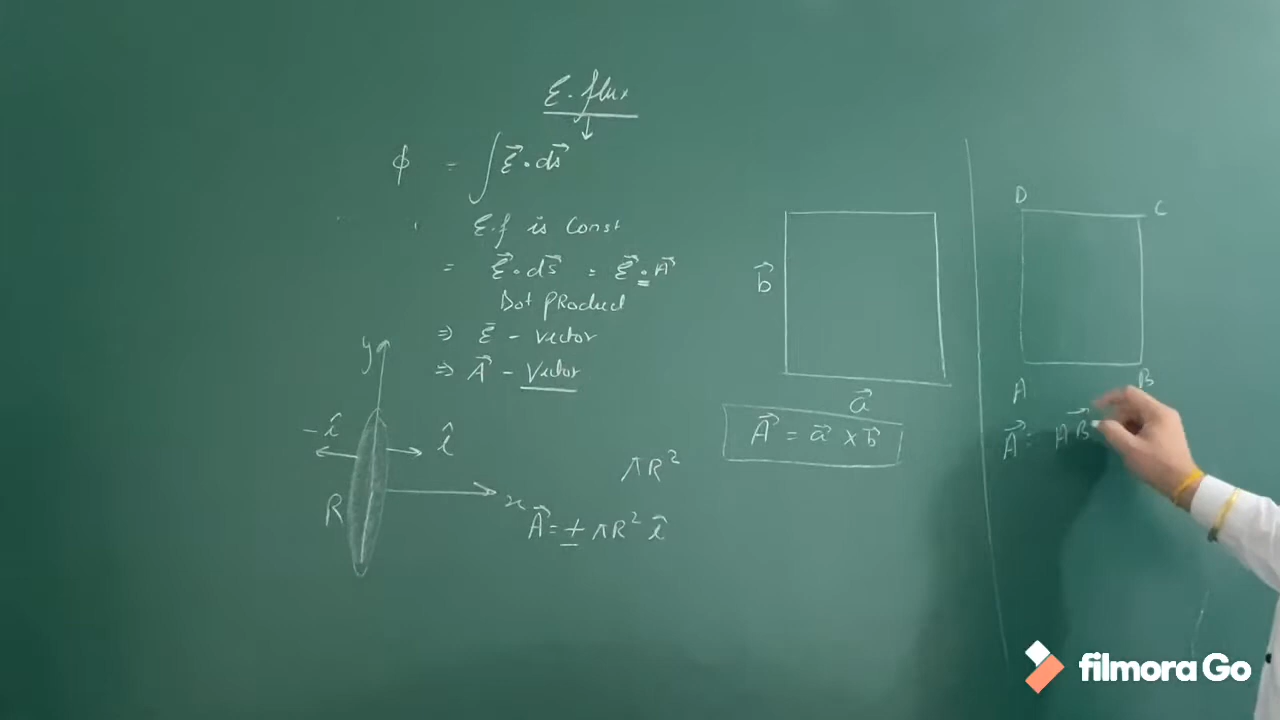 E. flux
ϕ = ∫ E⃗ · ds⃗
E.f is Const
= E⃗ · ds⃗ = E⃗ · A⃗
Dot Product
⇒ E⃗ - Vector
⇒ A⃗ - Vector
y
-î
î
R
x
πR²
A⃗ = ± πR² î
b⃗
a⃗
A⃗ = a⃗ × b⃗
D C
A B
A⃗ = AB⃗
filmora Go